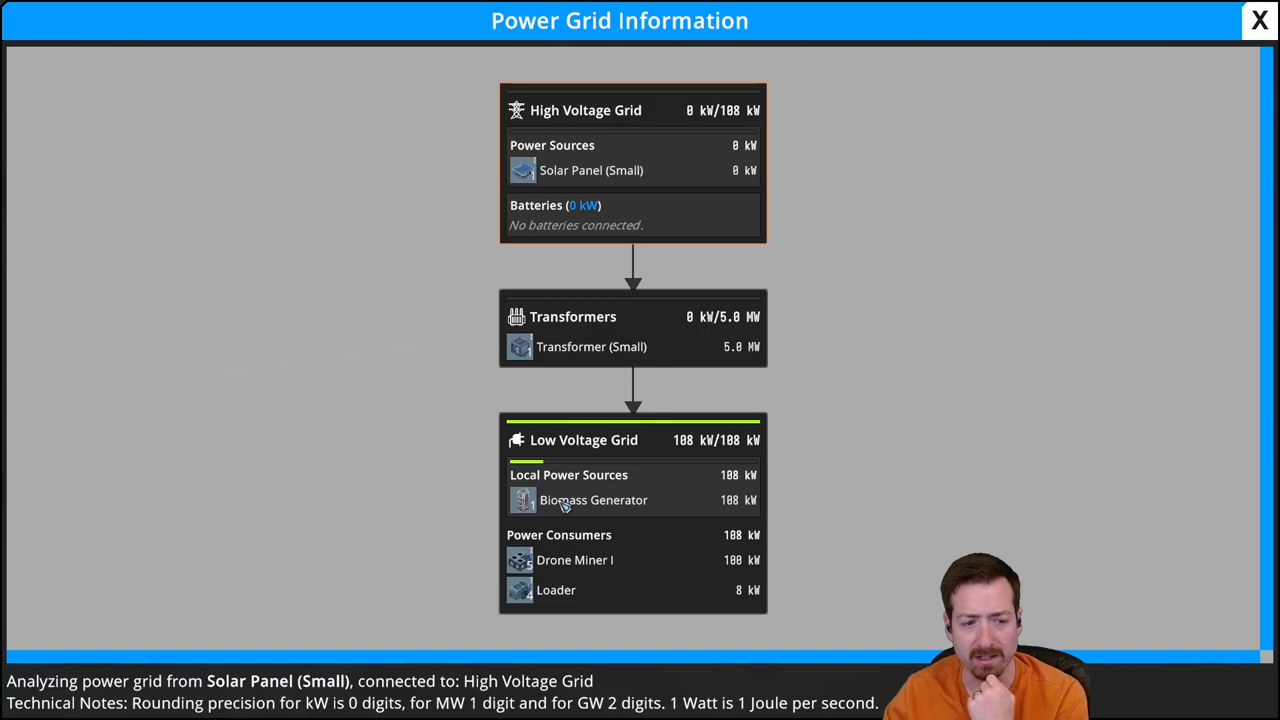 Power Grid Information
X
High Voltage Grid 0 kW/108 kW
Power Sources 0 kW
1 Solar Panel (Small) 0 kW
Batteries (0 kW)
No batteries connected.
Transformers 0 kW/5.0 MW
1 Transformer (Small) 5.0 MW
Low Voltage Grid 108 kW/108 kW
Local Power Sources 108 kW
1 Biomass Generator 108 kW
Power Consumers 108 kW
5 Drone Miner I 100 kW
4 Loader 8 kW
Analyzing power grid from Solar Panel (Small), connected to: High Voltage Grid
Technical Notes: Rounding precision for kW is 0 digits, for MW 1 digit and for GW 2 digits. 1 Watt is 1 Joule per second.